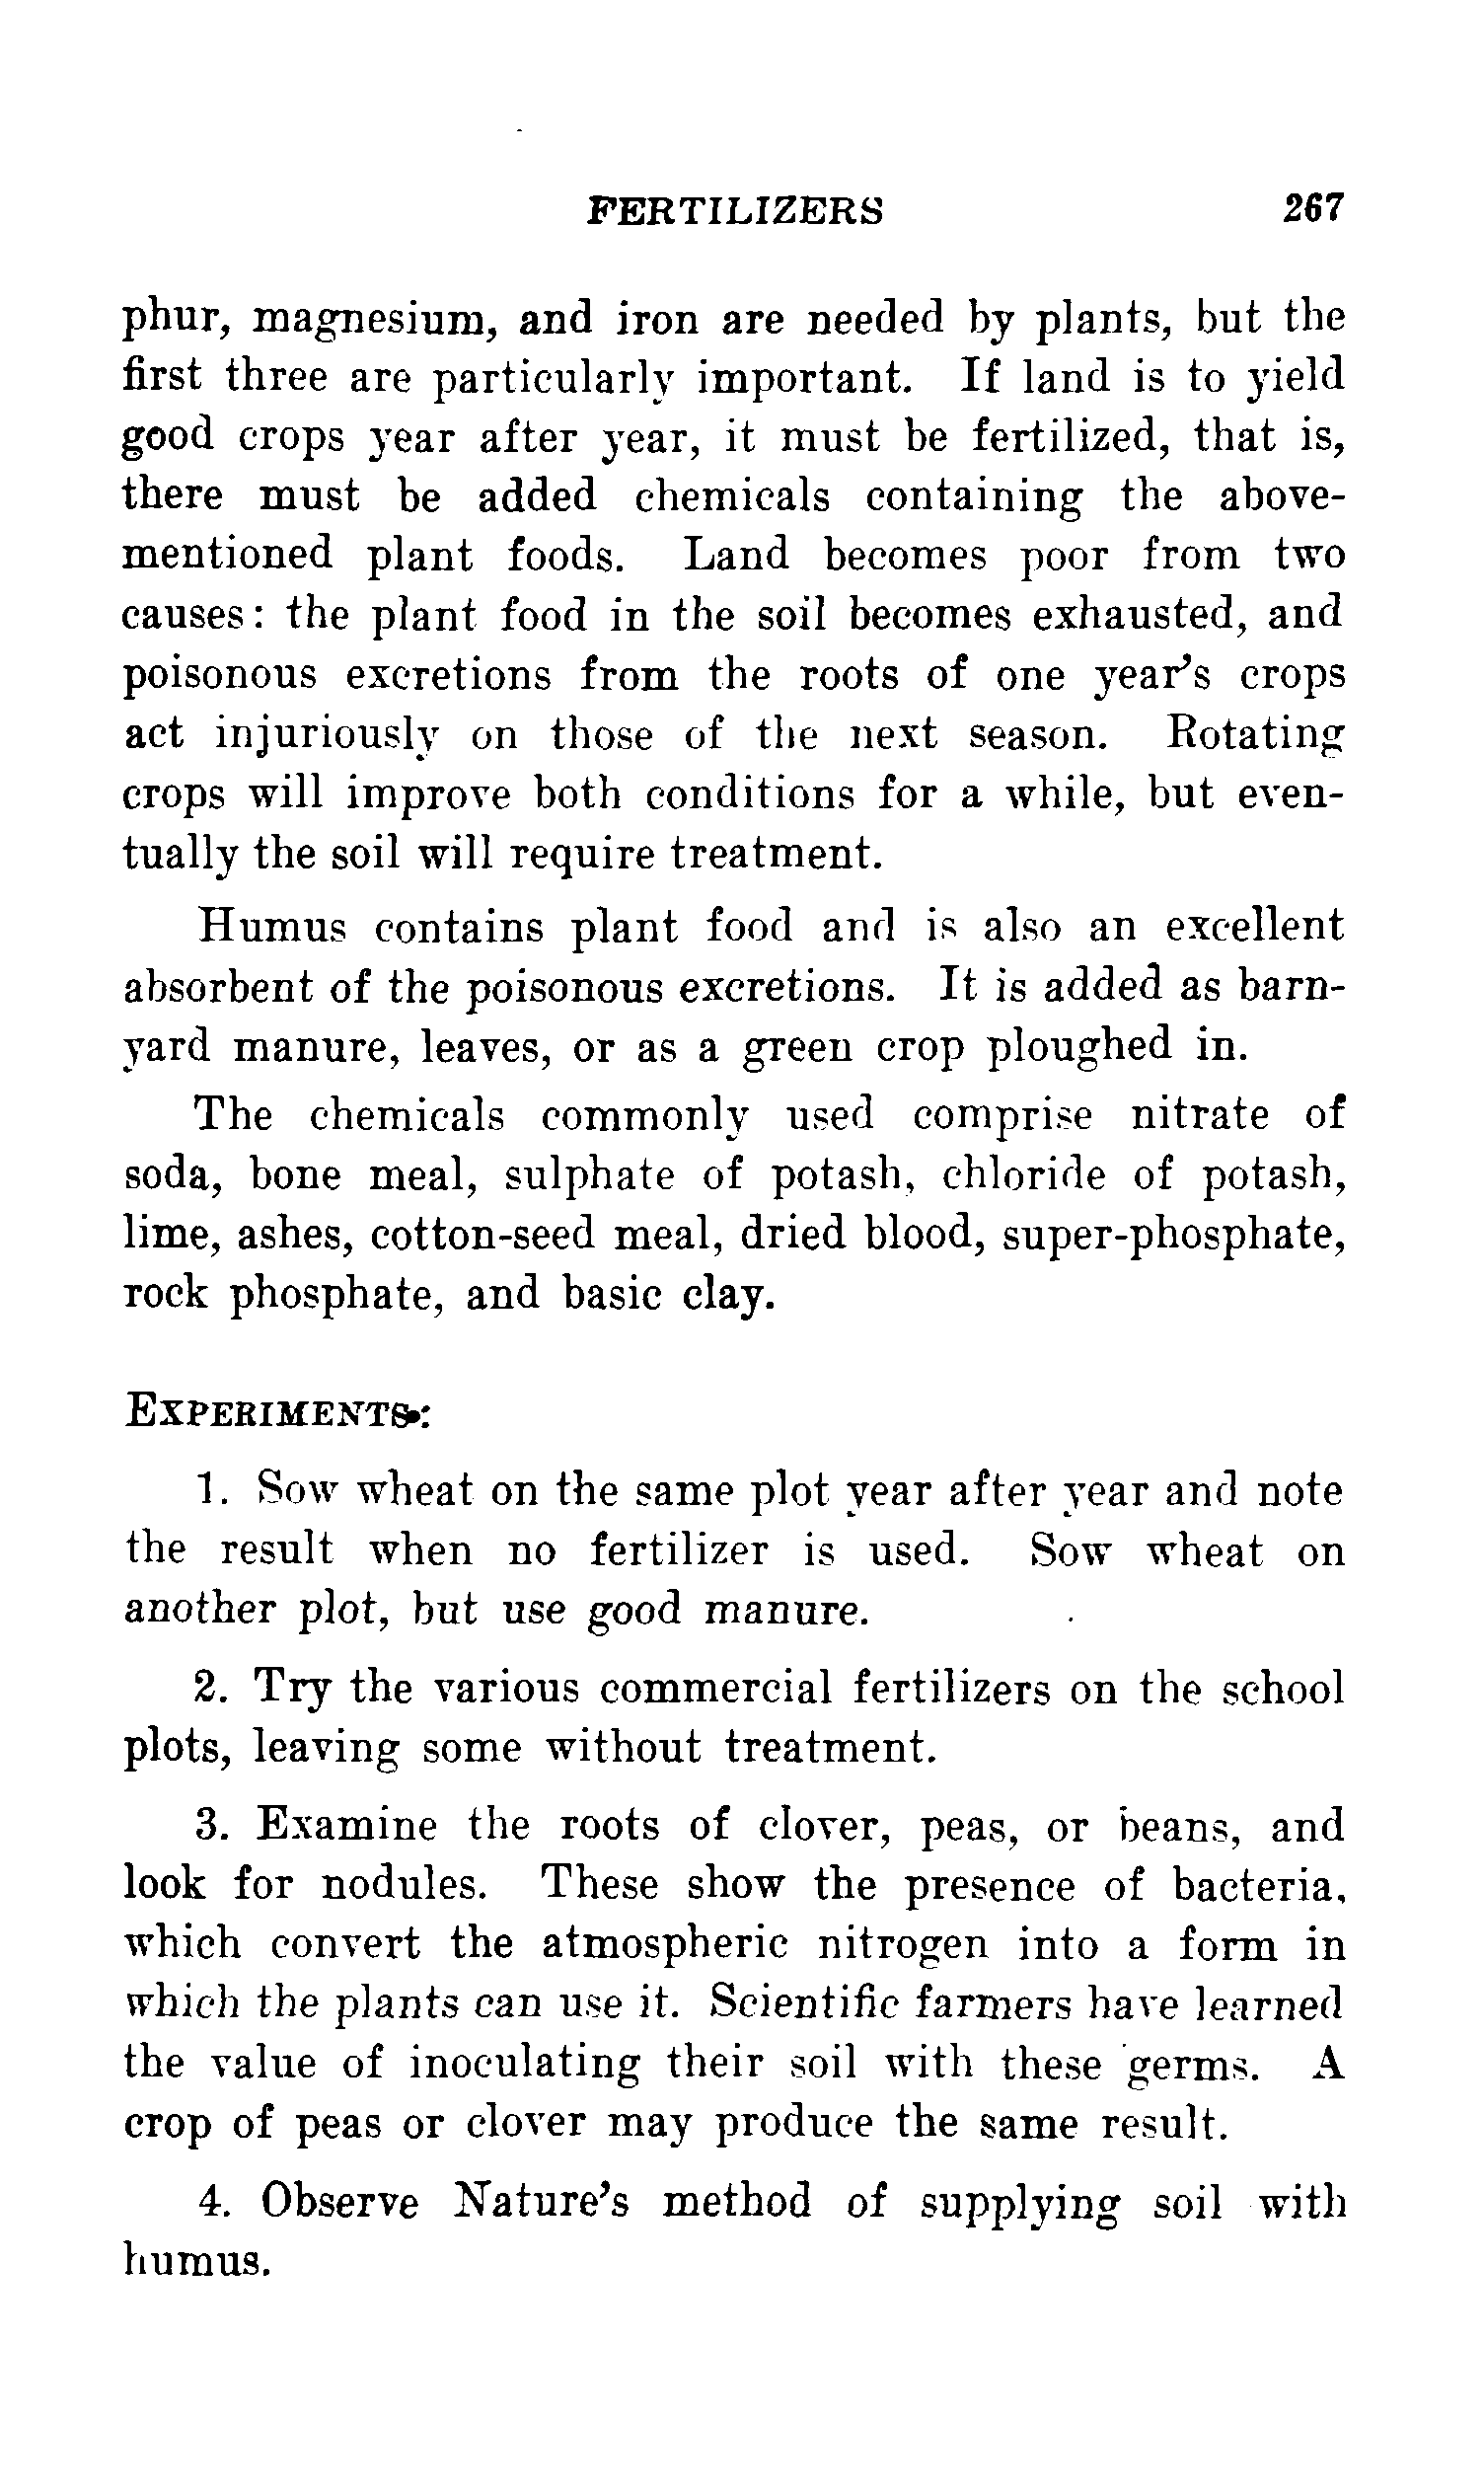 FERTILIZERS 267
phur, magnesium, and iron are needed by plants, but the
first three are particularly important. If land is to yield
good crops year after year, it must be fertilized, that is,
there must be added chemicals containing the above-
mentioned plant foods. Land becomes poor from two
causes: the plant food in the soil becomes exhausted, and
poisonous excretions from the roots of one year's crops
act injuriously on those of the next season. Rotating
crops will improve both conditions for a while, but even-
tually the soil will require treatment.
Humus contains plant food and is also an excellent
absorbent of the poisonous excretions. It is added as barn-
yard manure, leaves, or as a green crop ploughed in.
The chemicals commonly used comprise nitrate of
soda, bone meal, sulphate of potash, chloride of potash,
lime, ashes, cotton-seed meal, dried blood, super-phosphate,
rock phosphate, and basic clay.
EXPERIMENTS:
1. Sow wheat on the same plot year after year and note
the result when no fertilizer is used. Sow wheat on
another plot, but use good manure.
2. Try the various commercial fertilizers on the school
plots, leaving some without treatment.
3. Examine the roots of clover, peas, or beans, and
look for nodules. These show the presence of bacteria,
which convert the atmospheric nitrogen into a form in
which the plants can use it. Scientific farmers have learned
the value of inoculating their soil with these germs. A
crop of peas or clover may produce the same result.
4. Observe Nature's method of supplying soil with
humus.